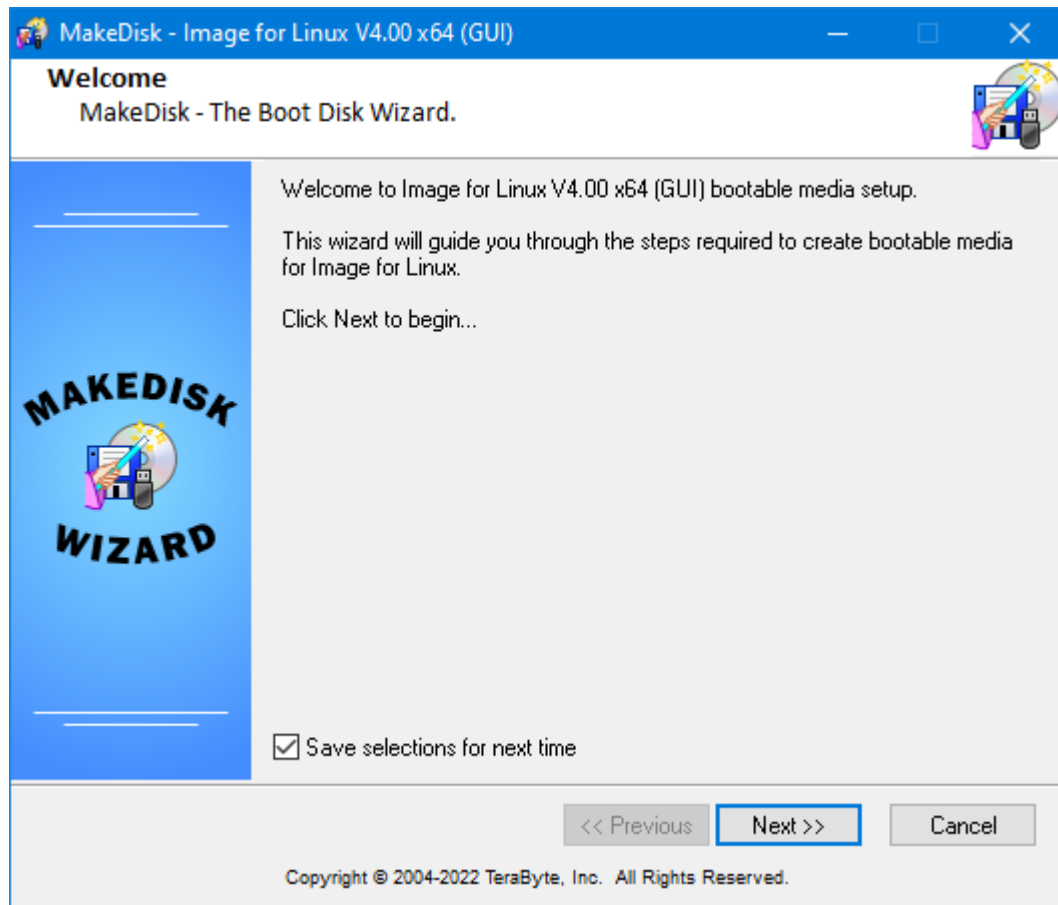 MakeDisk - Image for Linux V4.00 x64 (GUI)
Welcome
MakeDisk - The Boot Disk Wizard.
Welcome to Image for Linux V4.00 x64 (GUI) bootable media setup.
This wizard will guide you through the steps required to create bootable media
for Image for Linux.
Click Next to begin...
MAKEDISK
WIZARD
Save selections for next time
<< Previous
Next >>
Cancel
Copyright © 2004-2022 TeraByte, Inc. All Rights Reserved.